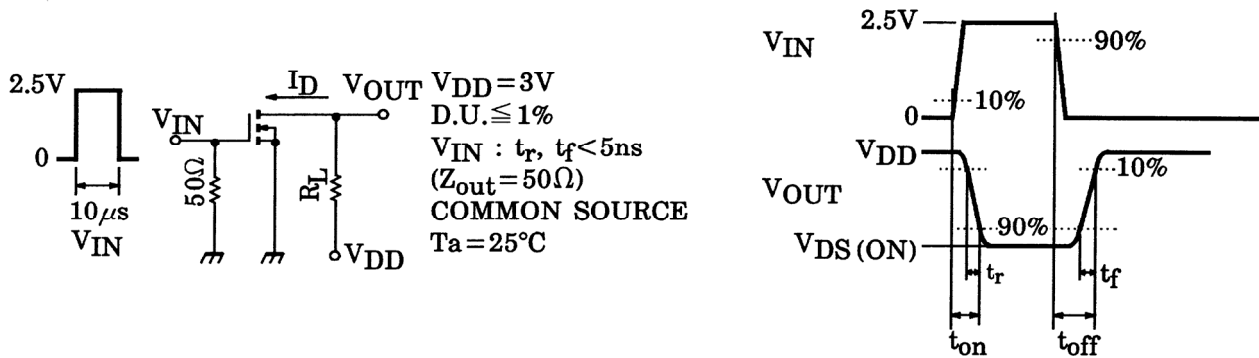 2.5V
0
10μs
VIN
VIN
50Ω
ID
VOUT
RL
VDD
VDD=3V
D.U.≦1%
VIN : tr, tf<5ns
(Zout=50Ω)
COMMON SOURCE
Ta=25°C
VIN
2.5V
90%
10%
0
VDD
10%
VOUT
90%
VDS (ON)
tr
tf
ton
toff